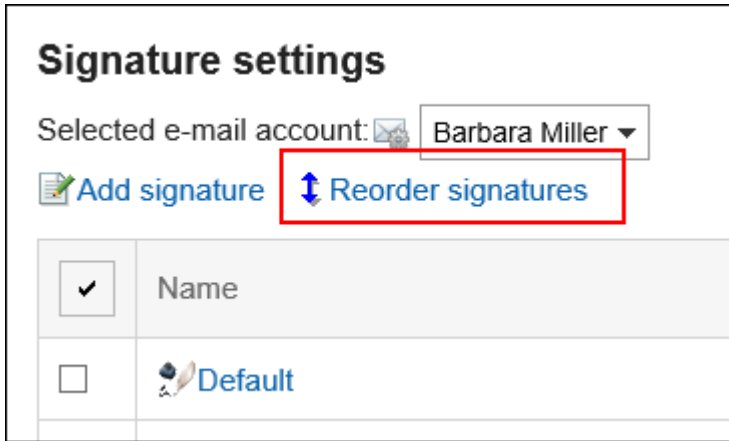 Signature settings
Selected e-mail account: Barbara Miller
Add signature Reorder signatures
Name
Default